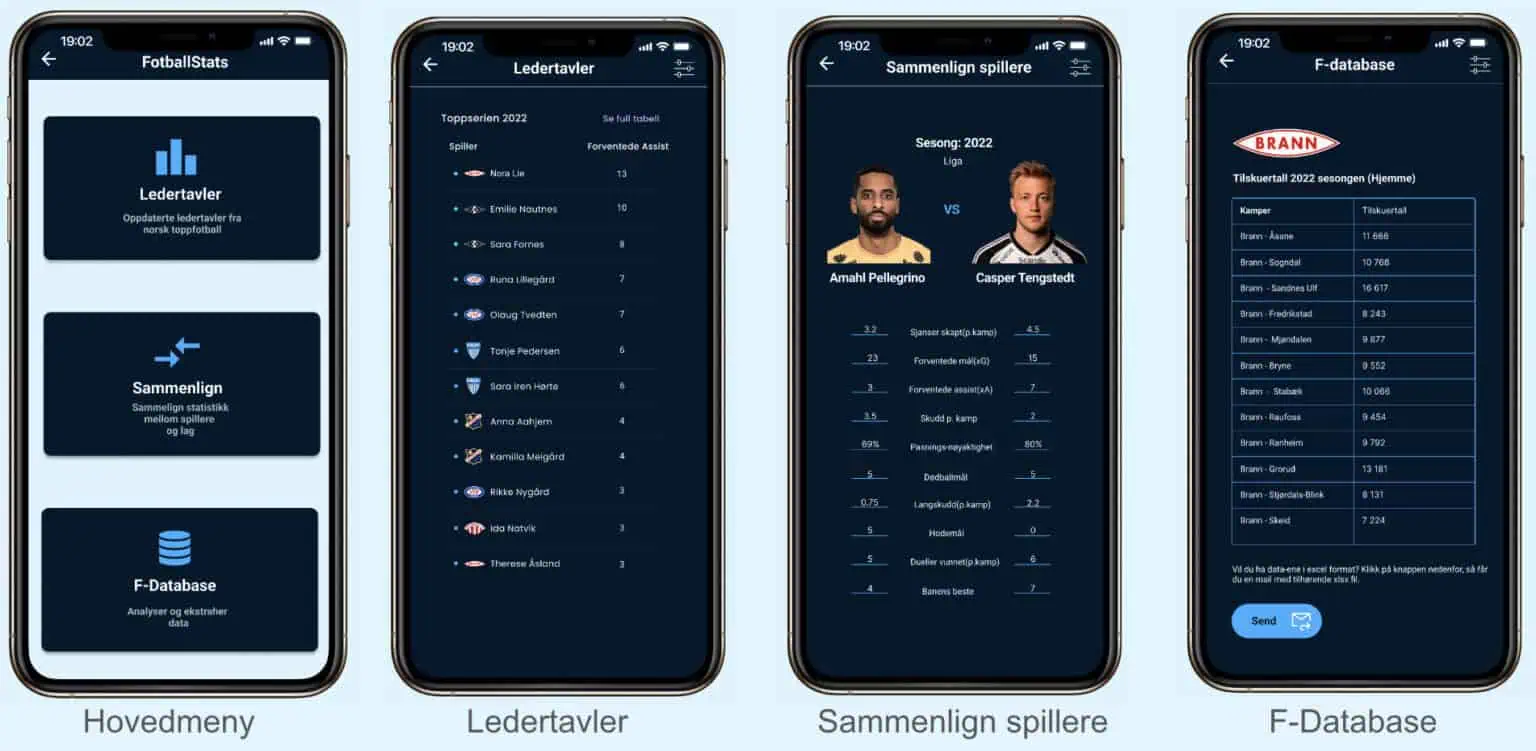 19:02
FotballStats
Ledertavler
Oppdaterte ledertavler fra
norsk toppfotball
Sammenlign
Sammelign statistikk
mellom spillere
og lag
F-Database
Analyser og ekstraher
data
Hovedmeny
19:02
Ledertavler
Toppserien 2022 Se full tabell
Spiller Forventede Assist
Nora Lie 13
Emilie Nautnes 10
Sara Fornes 8
Runa Lillegård 7
Olaug Tvedten 7
Tonje Pedersen 6
Sara Iren Hørte 6
Anna Aahjem 4
Kamilla Melgård 4
Rikke Nygård 3
Ida Natvik 3
Therese Åsland 3
Ledertavler
19:02
Sammenlign spillere
Sesong: 2022
Liga
VS
Amahl Pellegrino Casper Tengstedt
3.2 Sjanser skapt(p.kamp) 4.5
23 Forventede mål(xG) 15
3 Forventede assist(xA) 7
3.5 Skudd p. kamp 2
69% Pasnings-nøyaktighet 80%
5 Dødballmål 5
0.75 Langskudd(p.kamp) 2.2
5 Hodemål 0
5 Dueller vunnet(p.kamp) 6
4 Banens beste 7
Sammenlign spillere
19:02
F-database
BRANN
Tilskuertall 2022 sesongen (Hjemme)
Kamper Tilskuertall
Brann - Åsane 11 666
Brann - Sogndal 10 766
Brann - Sandnes Ulf 16 617
Brann - Fredrikstad 8 243
Brann - Mjøndalen 9 877
Brann - Bryne 9 552
Brann - Stabæk 10 066
Brann - Raufoss 9 454
Brann - Ranheim 9 792
Brann - Grorud 13 181
Brann - Stjørdals-Blink
Brann - Skeid 7 224
Vil du ha data-ene i excel format? Klikk på knappen nedenfor, så får
du en mail med tilhørende xlsx fil.
Send
F-Database